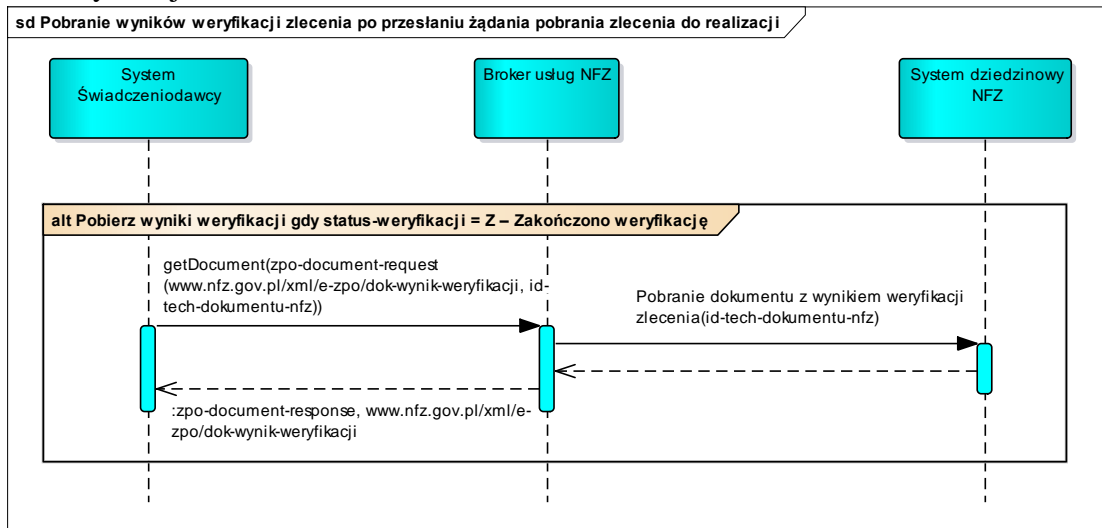 sd Pobranie wyników weryfikacji zlecenia po przesłaniu żądania pobrania zlecenia do realizacji
System
Świadczeniodawcy
Broker usług NFZ
System dziedzinowy
NFZ
alt Pobierz wyniki weryfikacji gdy status-weryfikacji = Z – Zakończono weryfikację
getDocument(zpo-document-request
(www.nfz.gov.pl/xml/e-zpo/dok-wynik-weryfikacji, id-
tech-dokumentu-nfz))
Pobranie dokumentu z wynikiem weryfikacji
zlecenia(id-tech-dokumentu-nfz)
:zpo-document-response, www.nfz.gov.pl/xml/e-
zpo/dok-wynik-weryfikacji